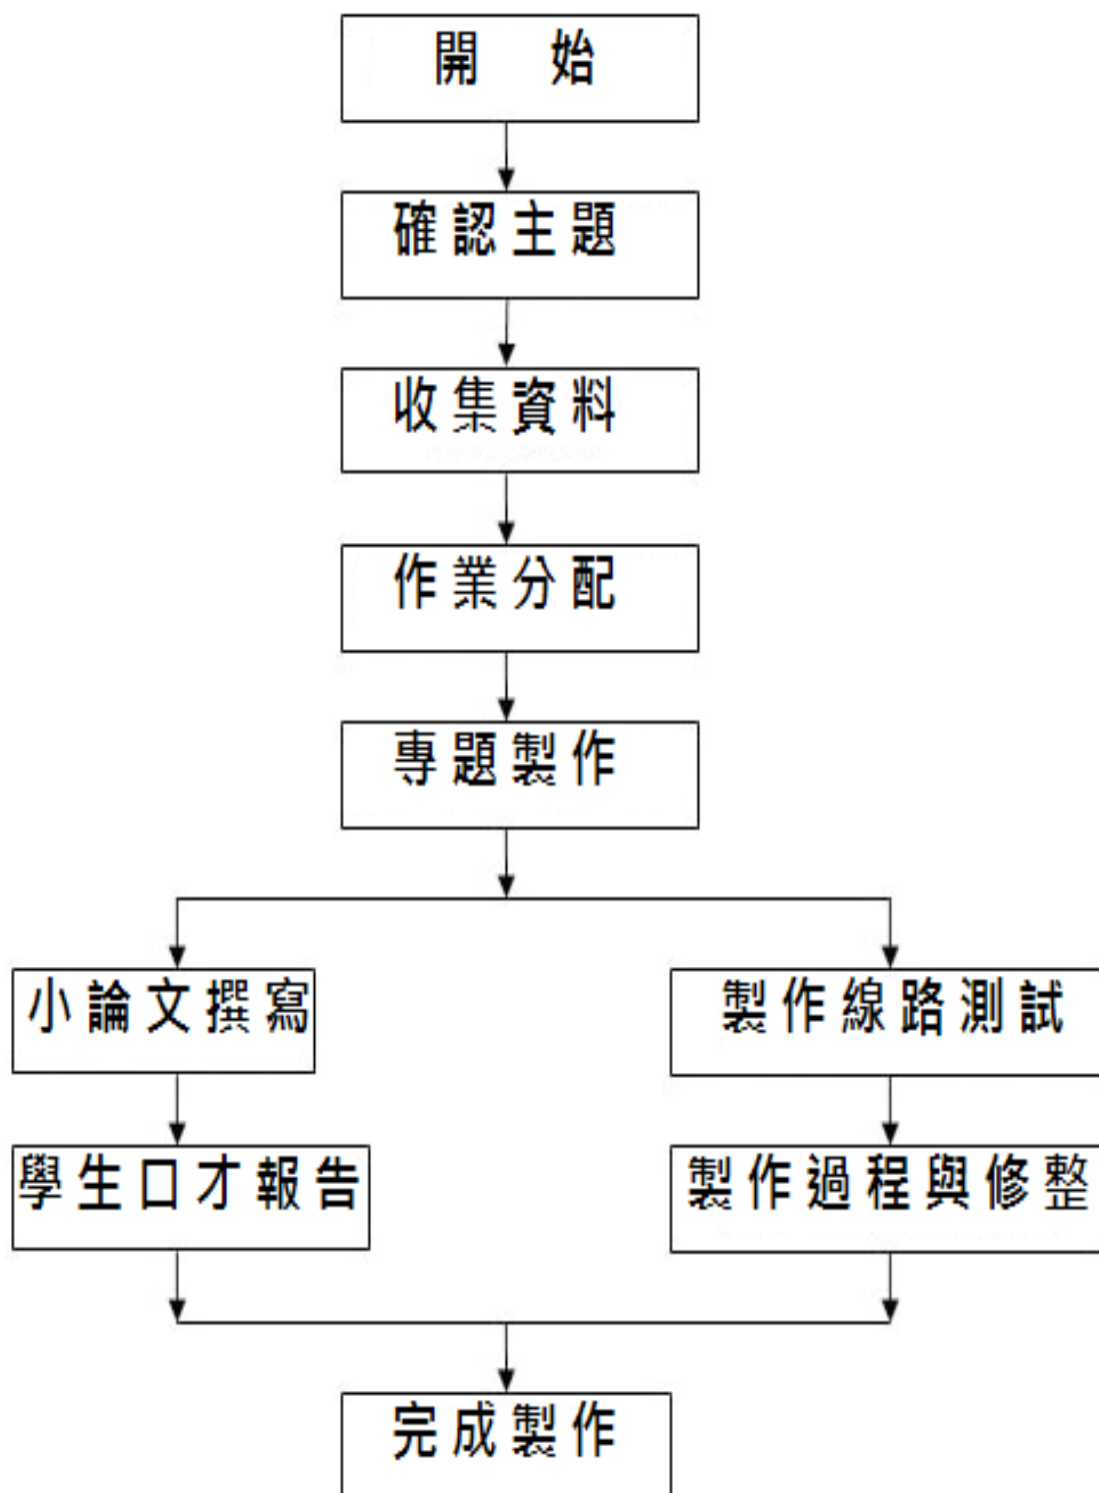 開 始
確認主題
收集資料
作業分配
專題製作
小論文撰寫
製作線路測試
學生口才報告
製作過程與修整
完成製作